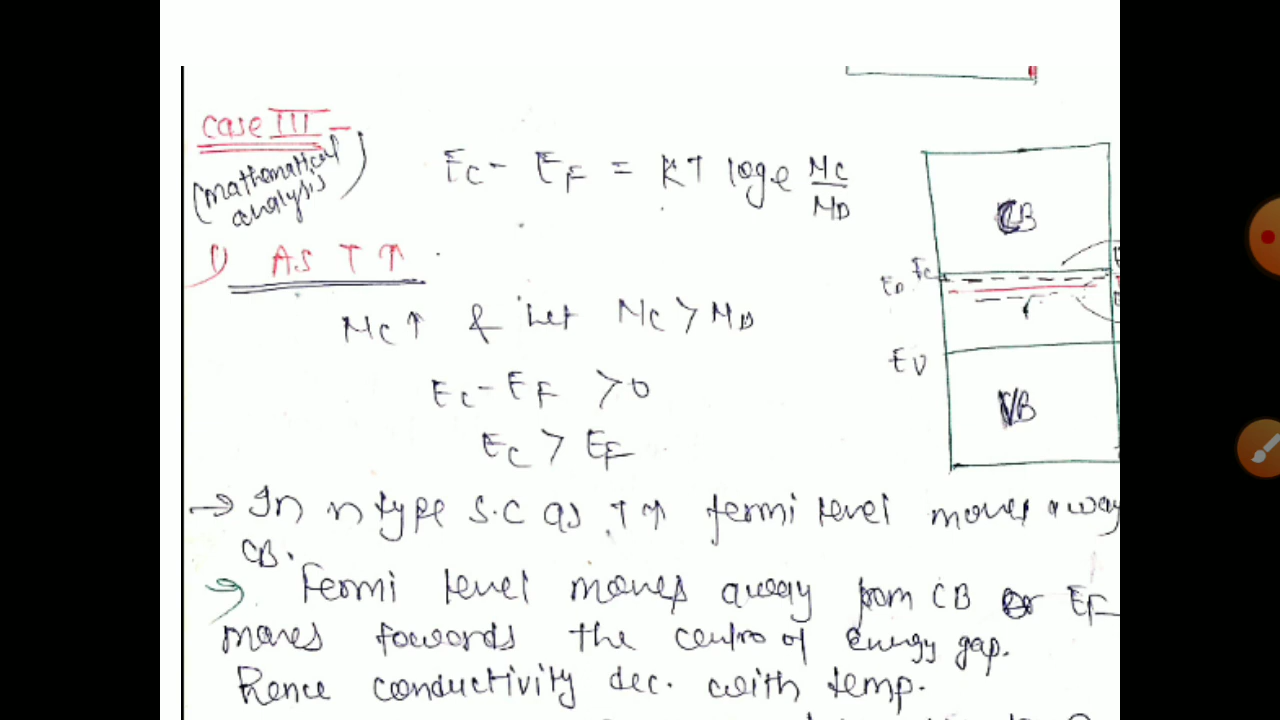 Case III -
(mathematical analysis)
EC - EF = KT loge NC/ND
1) As T ↑
NC ↑ & let NC > ND
EC - EF > 0
EC > EF
CB
EC
ED
EV
VB
→ In n type S.C as T ↑ fermi level moves away
CB.
→ Fermi level moves away from CB or EF
moves towards the centre of Energy gap.
Hence conductivity dec. with temp.